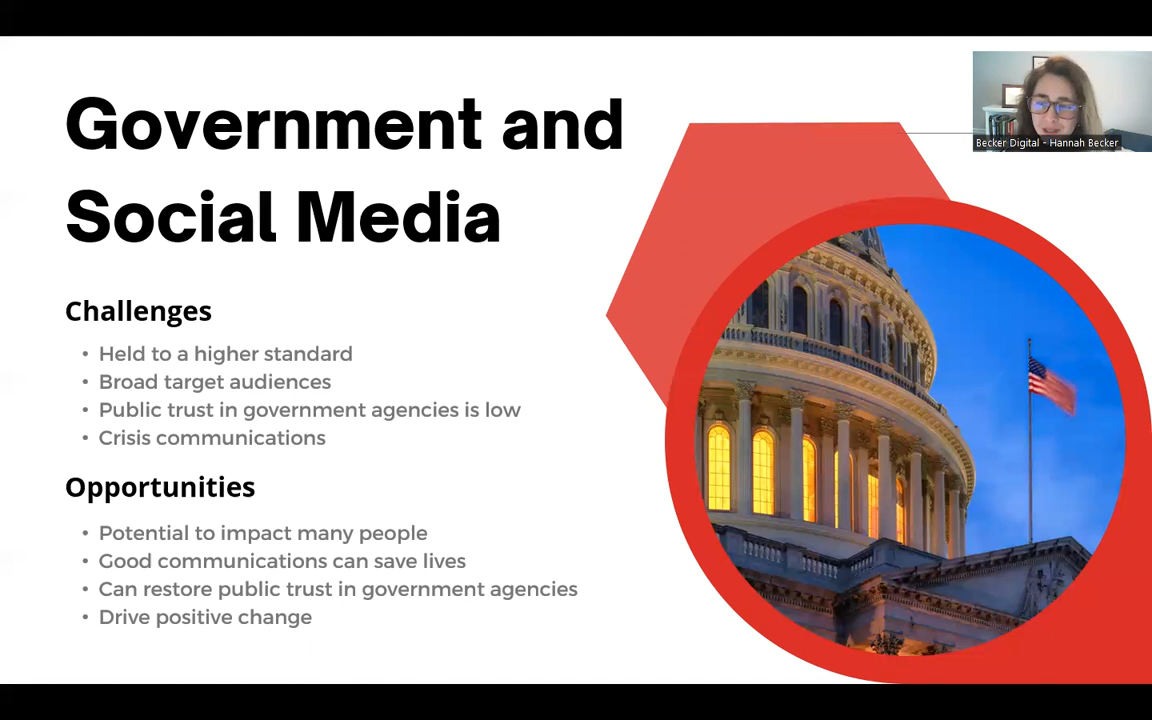 Government and
Social Media
Becker Digital - Hannah Becker
Challenges
• Held to a higher standard
• Broad target audiences
• Public trust in government agencies is low
• Crisis communications
Opportunities
• Potential to impact many people
• Good communications can save lives
• Can restore public trust in government agencies
• Drive positive change